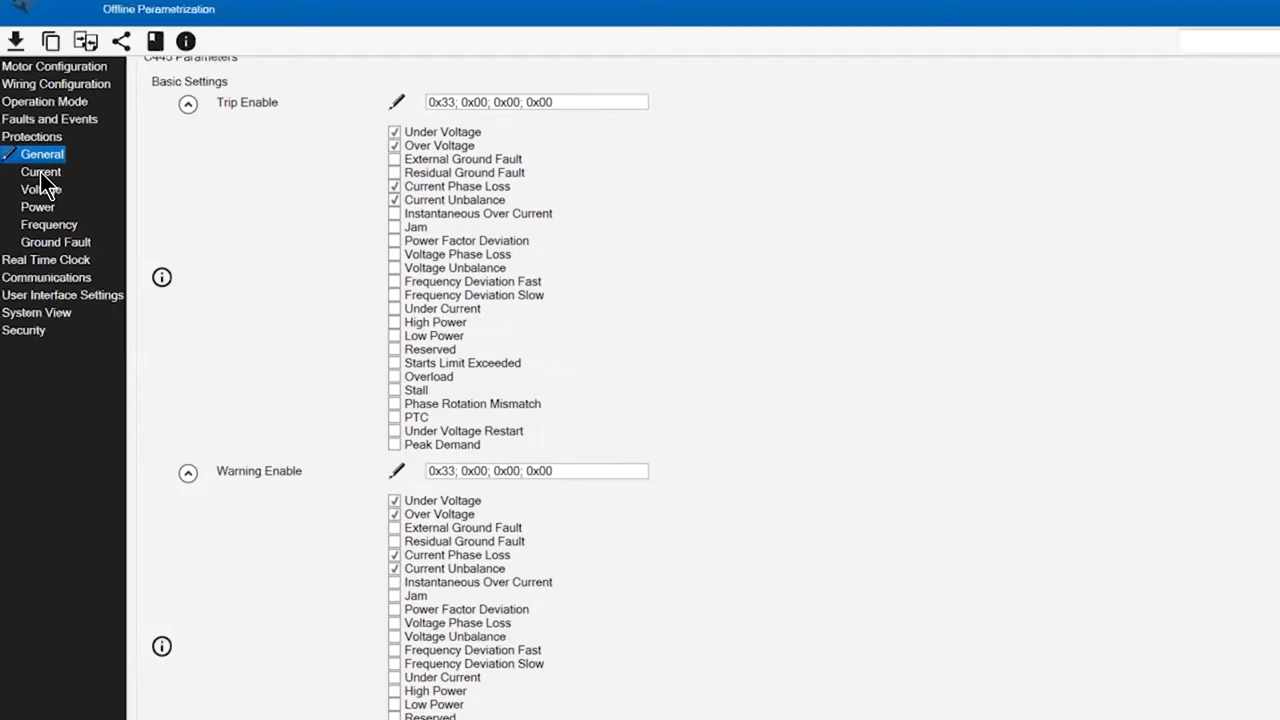 Offline Parametrization
C445 Parameters
Motor Configuration
Wiring Configuration
Operation Mode
Faults and Events
Protections
General
Current
Voltage
Power
Frequency
Ground Fault
Real Time Clock
Communications
User Interface Settings
System View
Security
Basic Settings
Trip Enable
0x33; 0x00; 0x00; 0x00
Under Voltage
Over Voltage
External Ground Fault
Residual Ground Fault
Current Phase Loss
Current Unbalance
Instantaneous Over Current
Jam
Power Factor Deviation
Voltage Phase Loss
Voltage Unbalance
Frequency Deviation Fast
Frequency Deviation Slow
Under Current
High Power
Low Power
Reserved
Starts Limit Exceeded
Overload
Stall
Phase Rotation Mismatch
PTC
Under Voltage Restart
Peak Demand
Warning Enable
0x33; 0x00; 0x00; 0x00
Under Voltage
Over Voltage
External Ground Fault
Residual Ground Fault
Current Phase Loss
Current Unbalance
Instantaneous Over Current
Jam
Power Factor Deviation
Voltage Phase Loss
Voltage Unbalance
Frequency Deviation Fast
Frequency Deviation Slow
Under Current
High Power
Low Power
Reserved